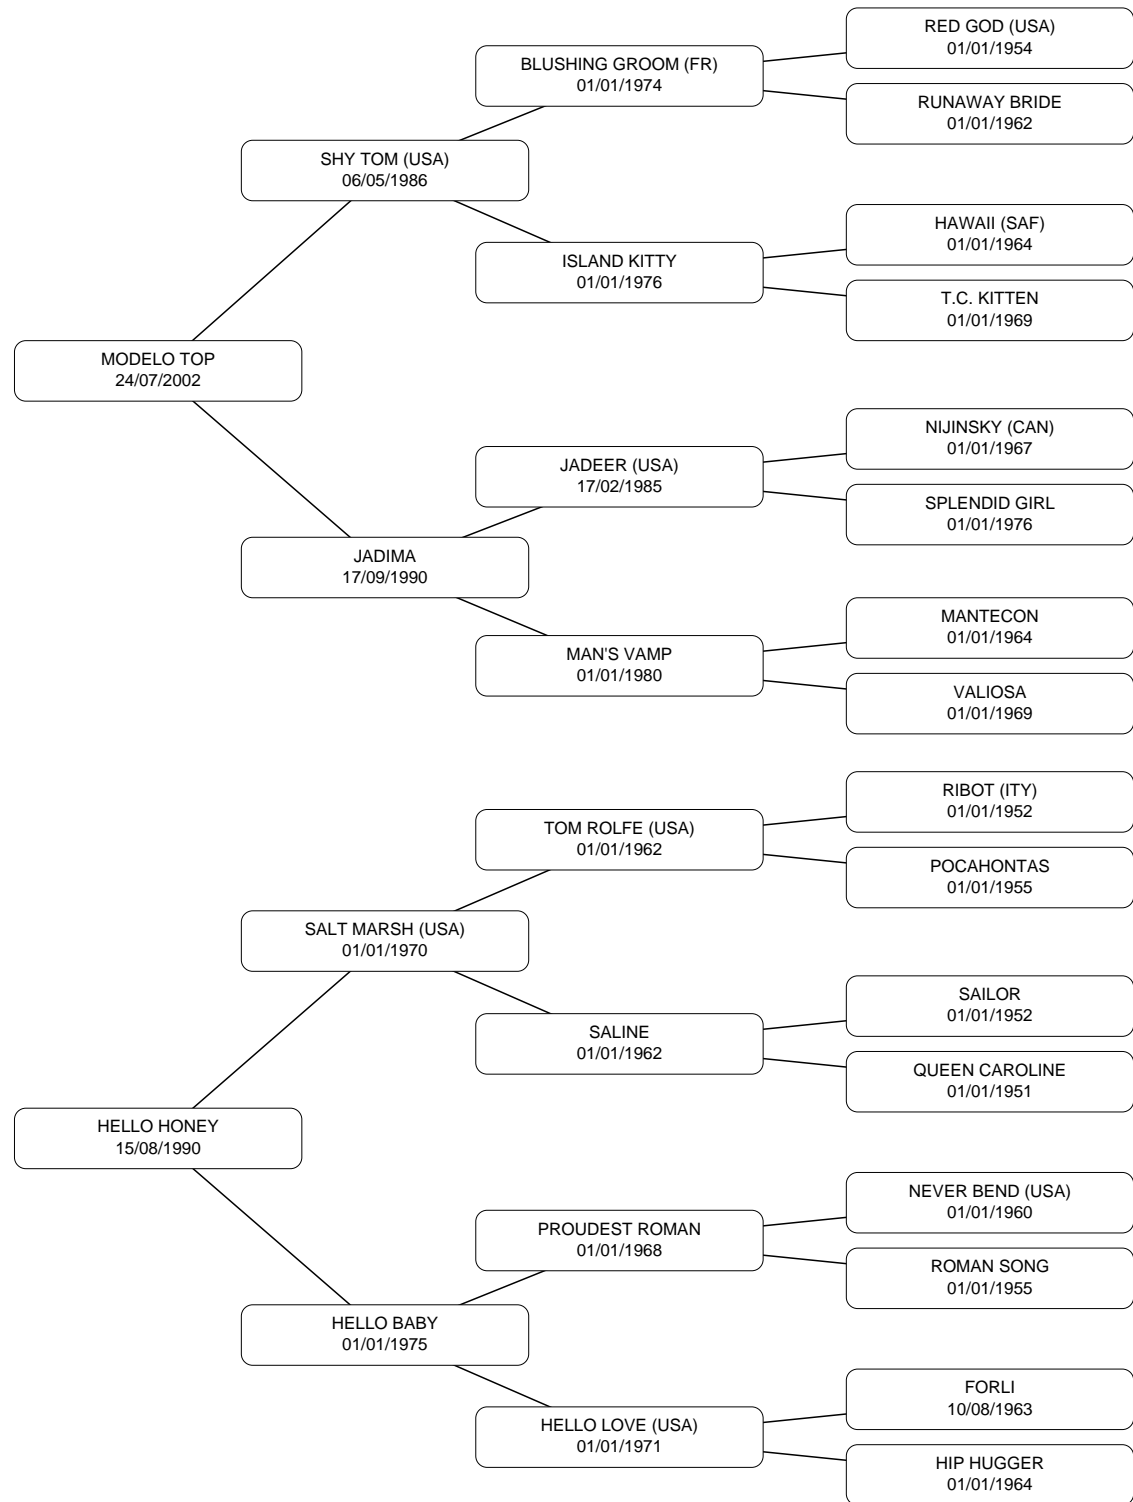 RED GOD (USA)
01/01/1954
BLUSHING GROOM (FR)
01/01/1974
RUNAWAY BRIDE
01/01/1962
SHY TOM (USA)
06/05/1986
HAWAII (SAF)
01/01/1964
ISLAND KITTY
01/01/1976
T.C. KITTEN
01/01/1969
MODELO TOP
24/07/2002
NIJINSKY (CAN)
01/01/1967
JADEER (USA)
17/02/1985
SPLENDID GIRL
01/01/1976
JADIMA
17/09/1990
MANTECON
01/01/1964
MAN'S VAMP
01/01/1980
VALIOSA
01/01/1969
RIBOT (ITY)
01/01/1952
TOM ROLFE (USA)
01/01/1962
POCAHONTAS
01/01/1955
SALT MARSH (USA)
01/01/1970
SAILOR
01/01/1952
SALINE
01/01/1962
QUEEN CAROLINE
01/01/1951
HELLO HONEY
15/08/1990
NEVER BEND (USA)
01/01/1960
PROUDEST ROMAN
01/01/1968
ROMAN SONG
01/01/1955
HELLO BABY
01/01/1975
FORLI
10/08/1963
HELLO LOVE (USA)
01/01/1971
HIP HUGGER
01/01/1964